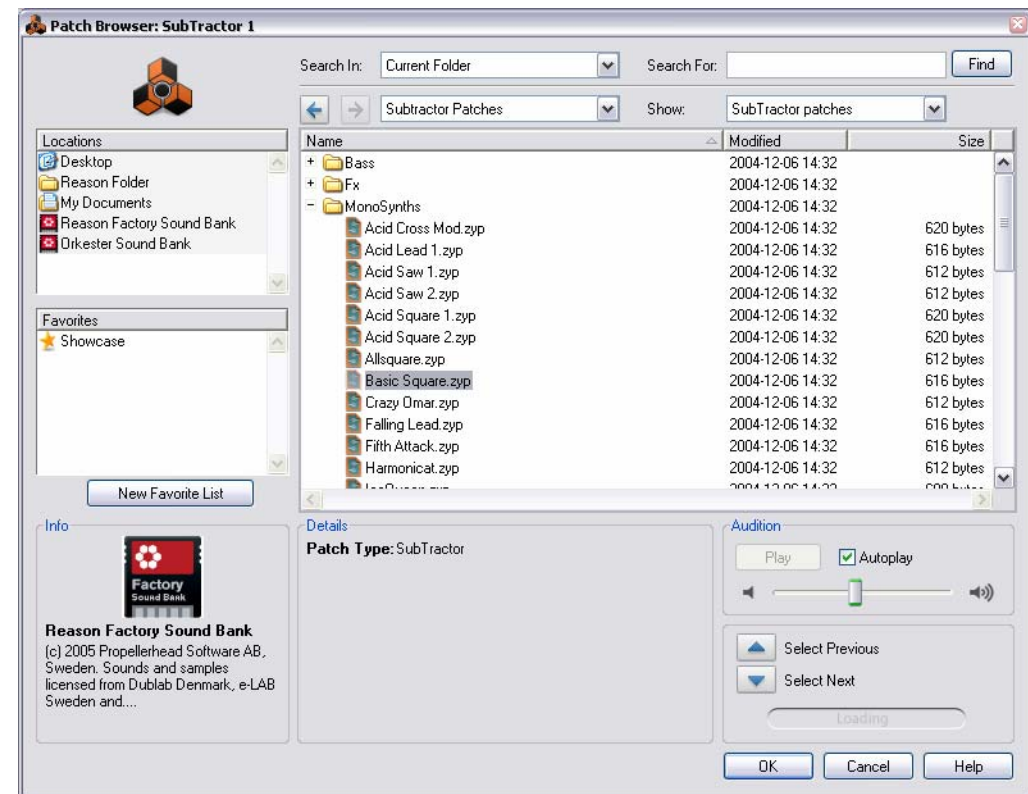 Patch Browser: SubTractor 1
Search In: Current Folder Search For: Find
Subtractor Patches Show: SubTractor patches
Locations
Desktop
Reason Folder
My Documents
Reason Factory Sound Bank
Orkester Sound Bank
Favorites
Showcase
New Favorite List
Name Modified Size
+ Bass 2004-12-06 14:32
+ Fx 2004-12-06 14:32
- MonoSynths 2004-12-06 14:32
Acid Cross Mod.zyp 2004-12-06 14:32 620 bytes
Acid Lead 1.zyp 2004-12-06 14:32 616 bytes
Acid Saw 1.zyp 2004-12-06 14:32 612 bytes
Acid Saw 2.zyp 2004-12-06 14:32 612 bytes
Acid Square 1.zyp 2004-12-06 14:32 620 bytes
Acid Square 2.zyp 2004-12-06 14:32 620 bytes
Allsquare.zyp 2004-12-06 14:32 612 bytes
Basic Square.zyp 2004-12-06 14:32 616 bytes
Crazy Omar.zyp 2004-12-06 14:32 612 bytes
Falling Lead.zyp 2004-12-06 14:32 616 bytes
Fifth Attack.zyp 2004-12-06 14:32 616 bytes
Harmonicat.zyp 2004-12-06 14:32 612 bytes
Info
Factory
Sound Bank
Reason Factory Sound Bank
(c) 2005 Propellerhead Software AB,
Sweden. Sounds and samples
licensed from Dublab Denmark, e-LAB
Sweden and....
Details
Patch Type: SubTractor
Audition
Play Autoplay
Select Previous
Select Next
Loading
OK Cancel Help